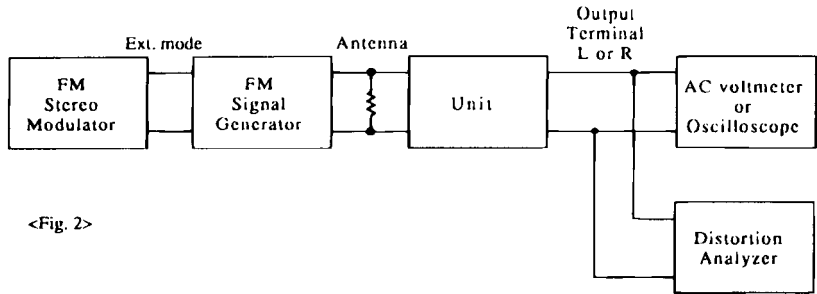 Ext. mode
Antenna
Output
Terminal
L or R
FM
Stereo
Modulator
FM
Signal
Generator
Unit
AC voltmeter
or
Oscilloscope
Distortion
Analyzer
<Fig. 2>